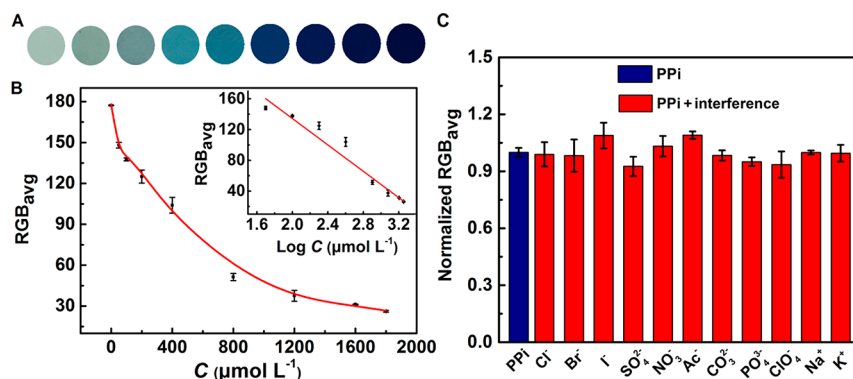 A
B
180
150
120
90
60
30
RGBavg
0 400 800 1200 1600 2000
C (μmol L⁻¹)
160
120
80
40
RGBavg
1.6 2.0 2.4 2.8 3.2
Log C (μmol L⁻¹)
C
1.5
1.2
0.9
0.6
0.3
0.0
Normalized RGBavg
PPi
PPi + interference
PPi Cl⁻ Br⁻ I⁻ SO₄²⁻ NO₃⁻ Ac⁻ CO₃²⁻ PO₄³⁻ ClO₄⁻ Na⁺ K⁺